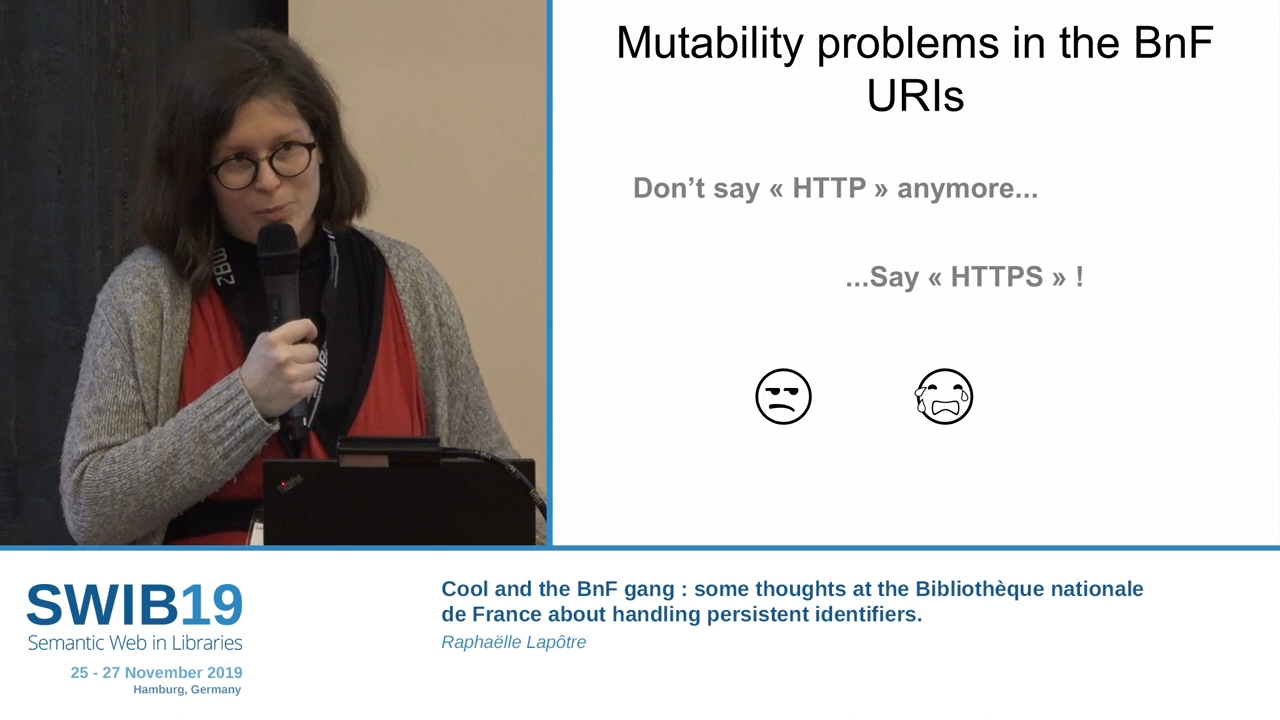 Mutability problems in the BnF
URIs
Don't say « HTTP » anymore...
...Say « HTTPS » !
ZBW
ThinkPad
SWIB19
Semantic Web in Libraries
25 - 27 November 2019
Hamburg, Germany
Cool and the BnF gang : some thoughts at the Bibliothèque nationale
de France about handling persistent identifiers.
Raphaëlle Lapôtre